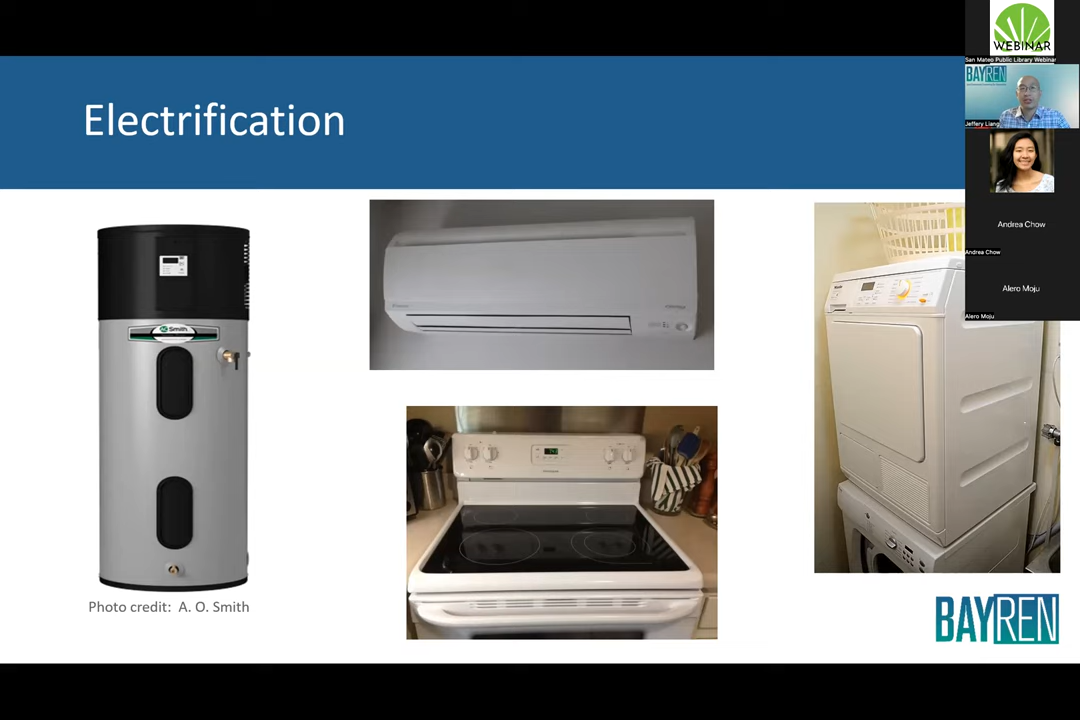 Electrification
Smith
Photo credit: A. O. Smith
BAYREN
WEBINAR
San Mateo Public Library Webinar
BAYREN
Jeffery Liang
Andrea Chow
Andrea Chow
Alero Moju
Alero Moju